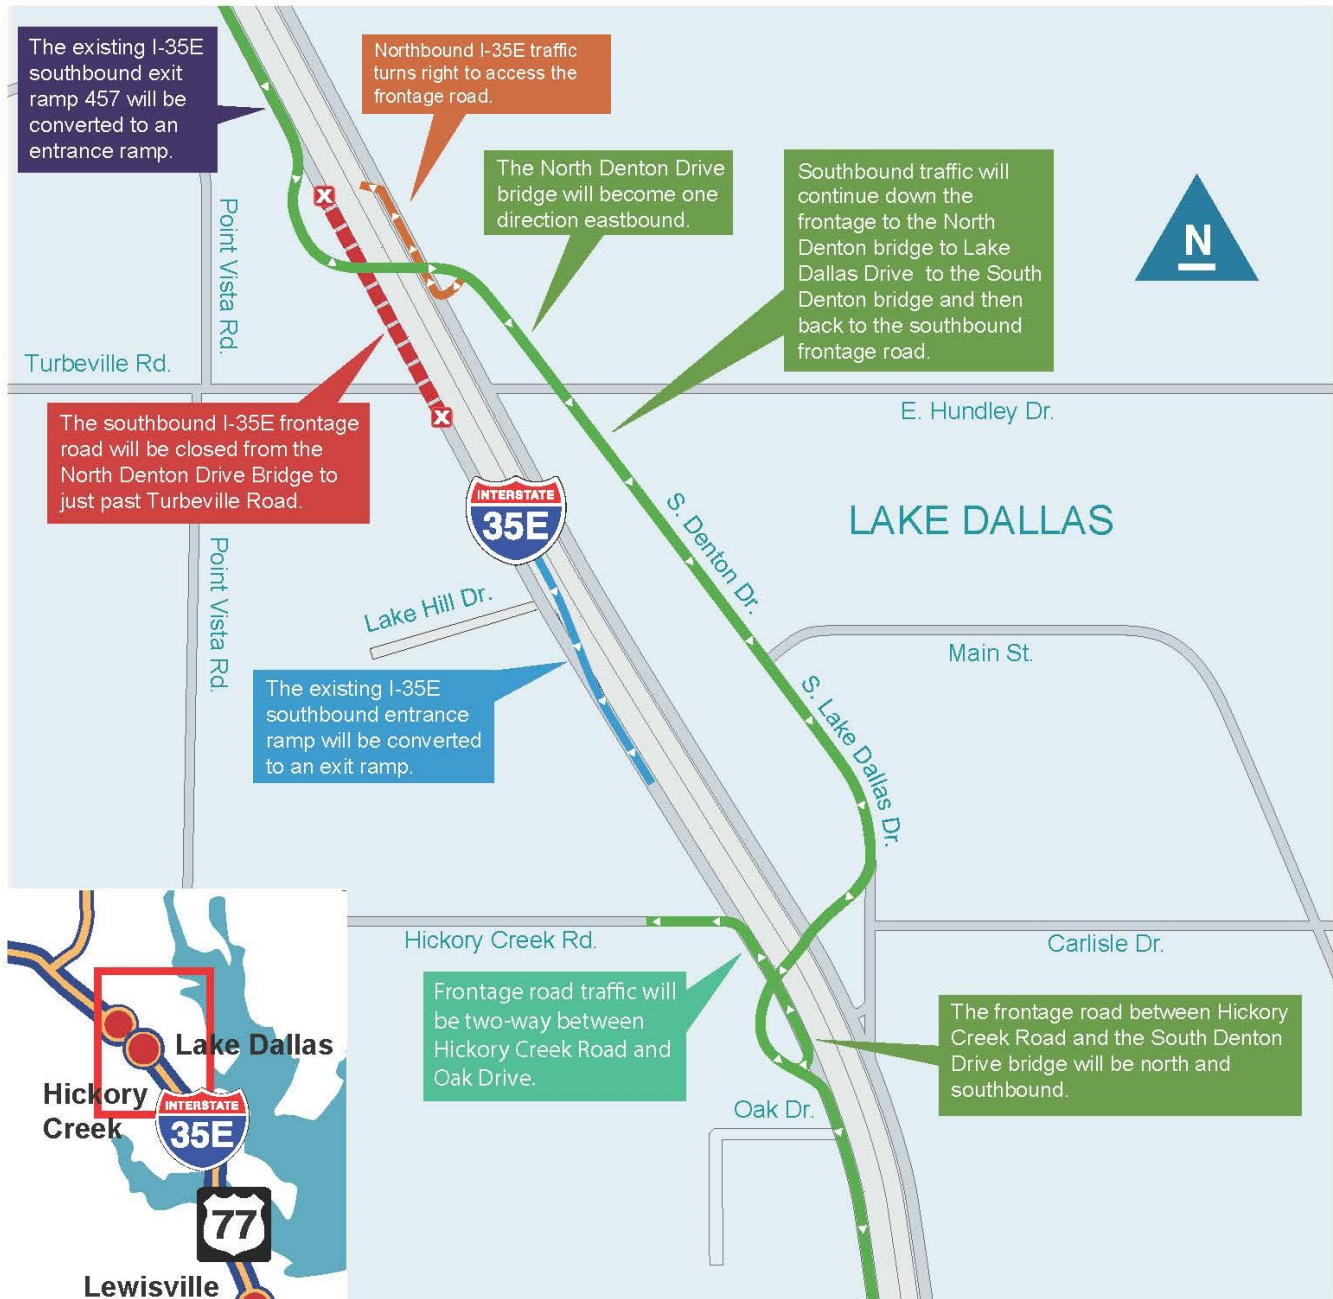 The existing I-35E
southbound exit
ramp 457 will be
converted to an
entrance ramp.
Northbound I-35E traffic
turns right to access the
frontage road.
The North Denton Drive
bridge will become one
direction eastbound.
Southbound traffic will
continue down the
frontage to the North
Denton bridge to Lake
Dallas Drive to the South
Denton bridge and then
back to the southbound
frontage road.
N
Point Vista Rd.
X
Turbeville Rd.
The southbound I-35E frontage
road will be closed from the
North Denton Drive Bridge to
just past Turbeville Road.
X
E. Hundley Dr.
INTERSTATE
35E
LAKE DALLAS
S. Denton Dr.
Point Vista Rd.
Lake Hill Dr.
Main St.
The existing I-35E
southbound entrance
ramp will be converted
to an exit ramp.
S. Lake Dallas Dr.
Hickory Creek Rd.
Carlisle Dr.
Frontage road traffic will
be two-way between
Hickory Creek Road and
Oak Drive.
The frontage road between Hickory
Creek Road and the South Denton
Drive bridge will be north and
southbound.
Oak Dr.
Lake Dallas
Hickory
Creek
INTERSTATE
35E
77
Lewisville